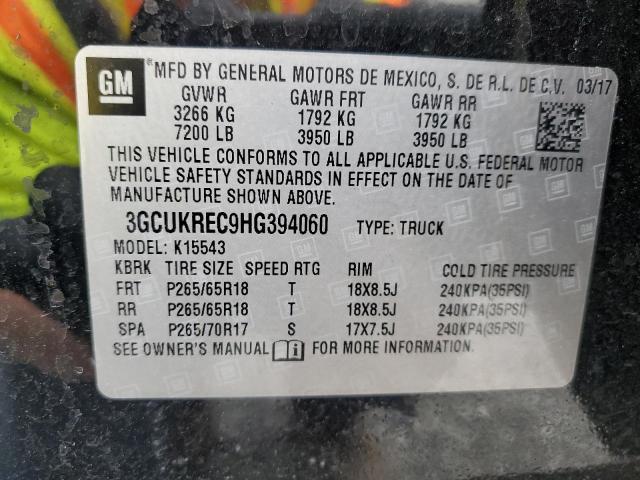 GM
*MFD BY GENERAL MOTORS DE MEXICO, S. DE R.L. DE C.V. 03/17
GVWR GAWR FRT GAWR RR
3266 KG 1792 KG 1792 KG
7200 LB 3950 LB 3950 LB
THIS VEHICLE CONFORMS TO ALL APPLICABLE U.S. FEDERAL MOTOR
VEHICLE SAFETY STANDARDS IN EFFECT ON THE DATE OF
MANUFACTURE SHOWN ABOVE.
3GCUKREC9HG394060 TYPE: TRUCK
MODEL: K15543
KBRK TIRE SIZE SPEED RTG RIM COLD TIRE PRESSURE
FRT P265/65R18 T 18X8.5J 240KPA(35PSI)
RR P265/65R18 T 18X8.5J 240KPA(35PSI)
SPA P265/70R17 S 17X7.5J 240KPA(35PSI)
SEE OWNER'S MANUAL FOR MORE INFORMATION.